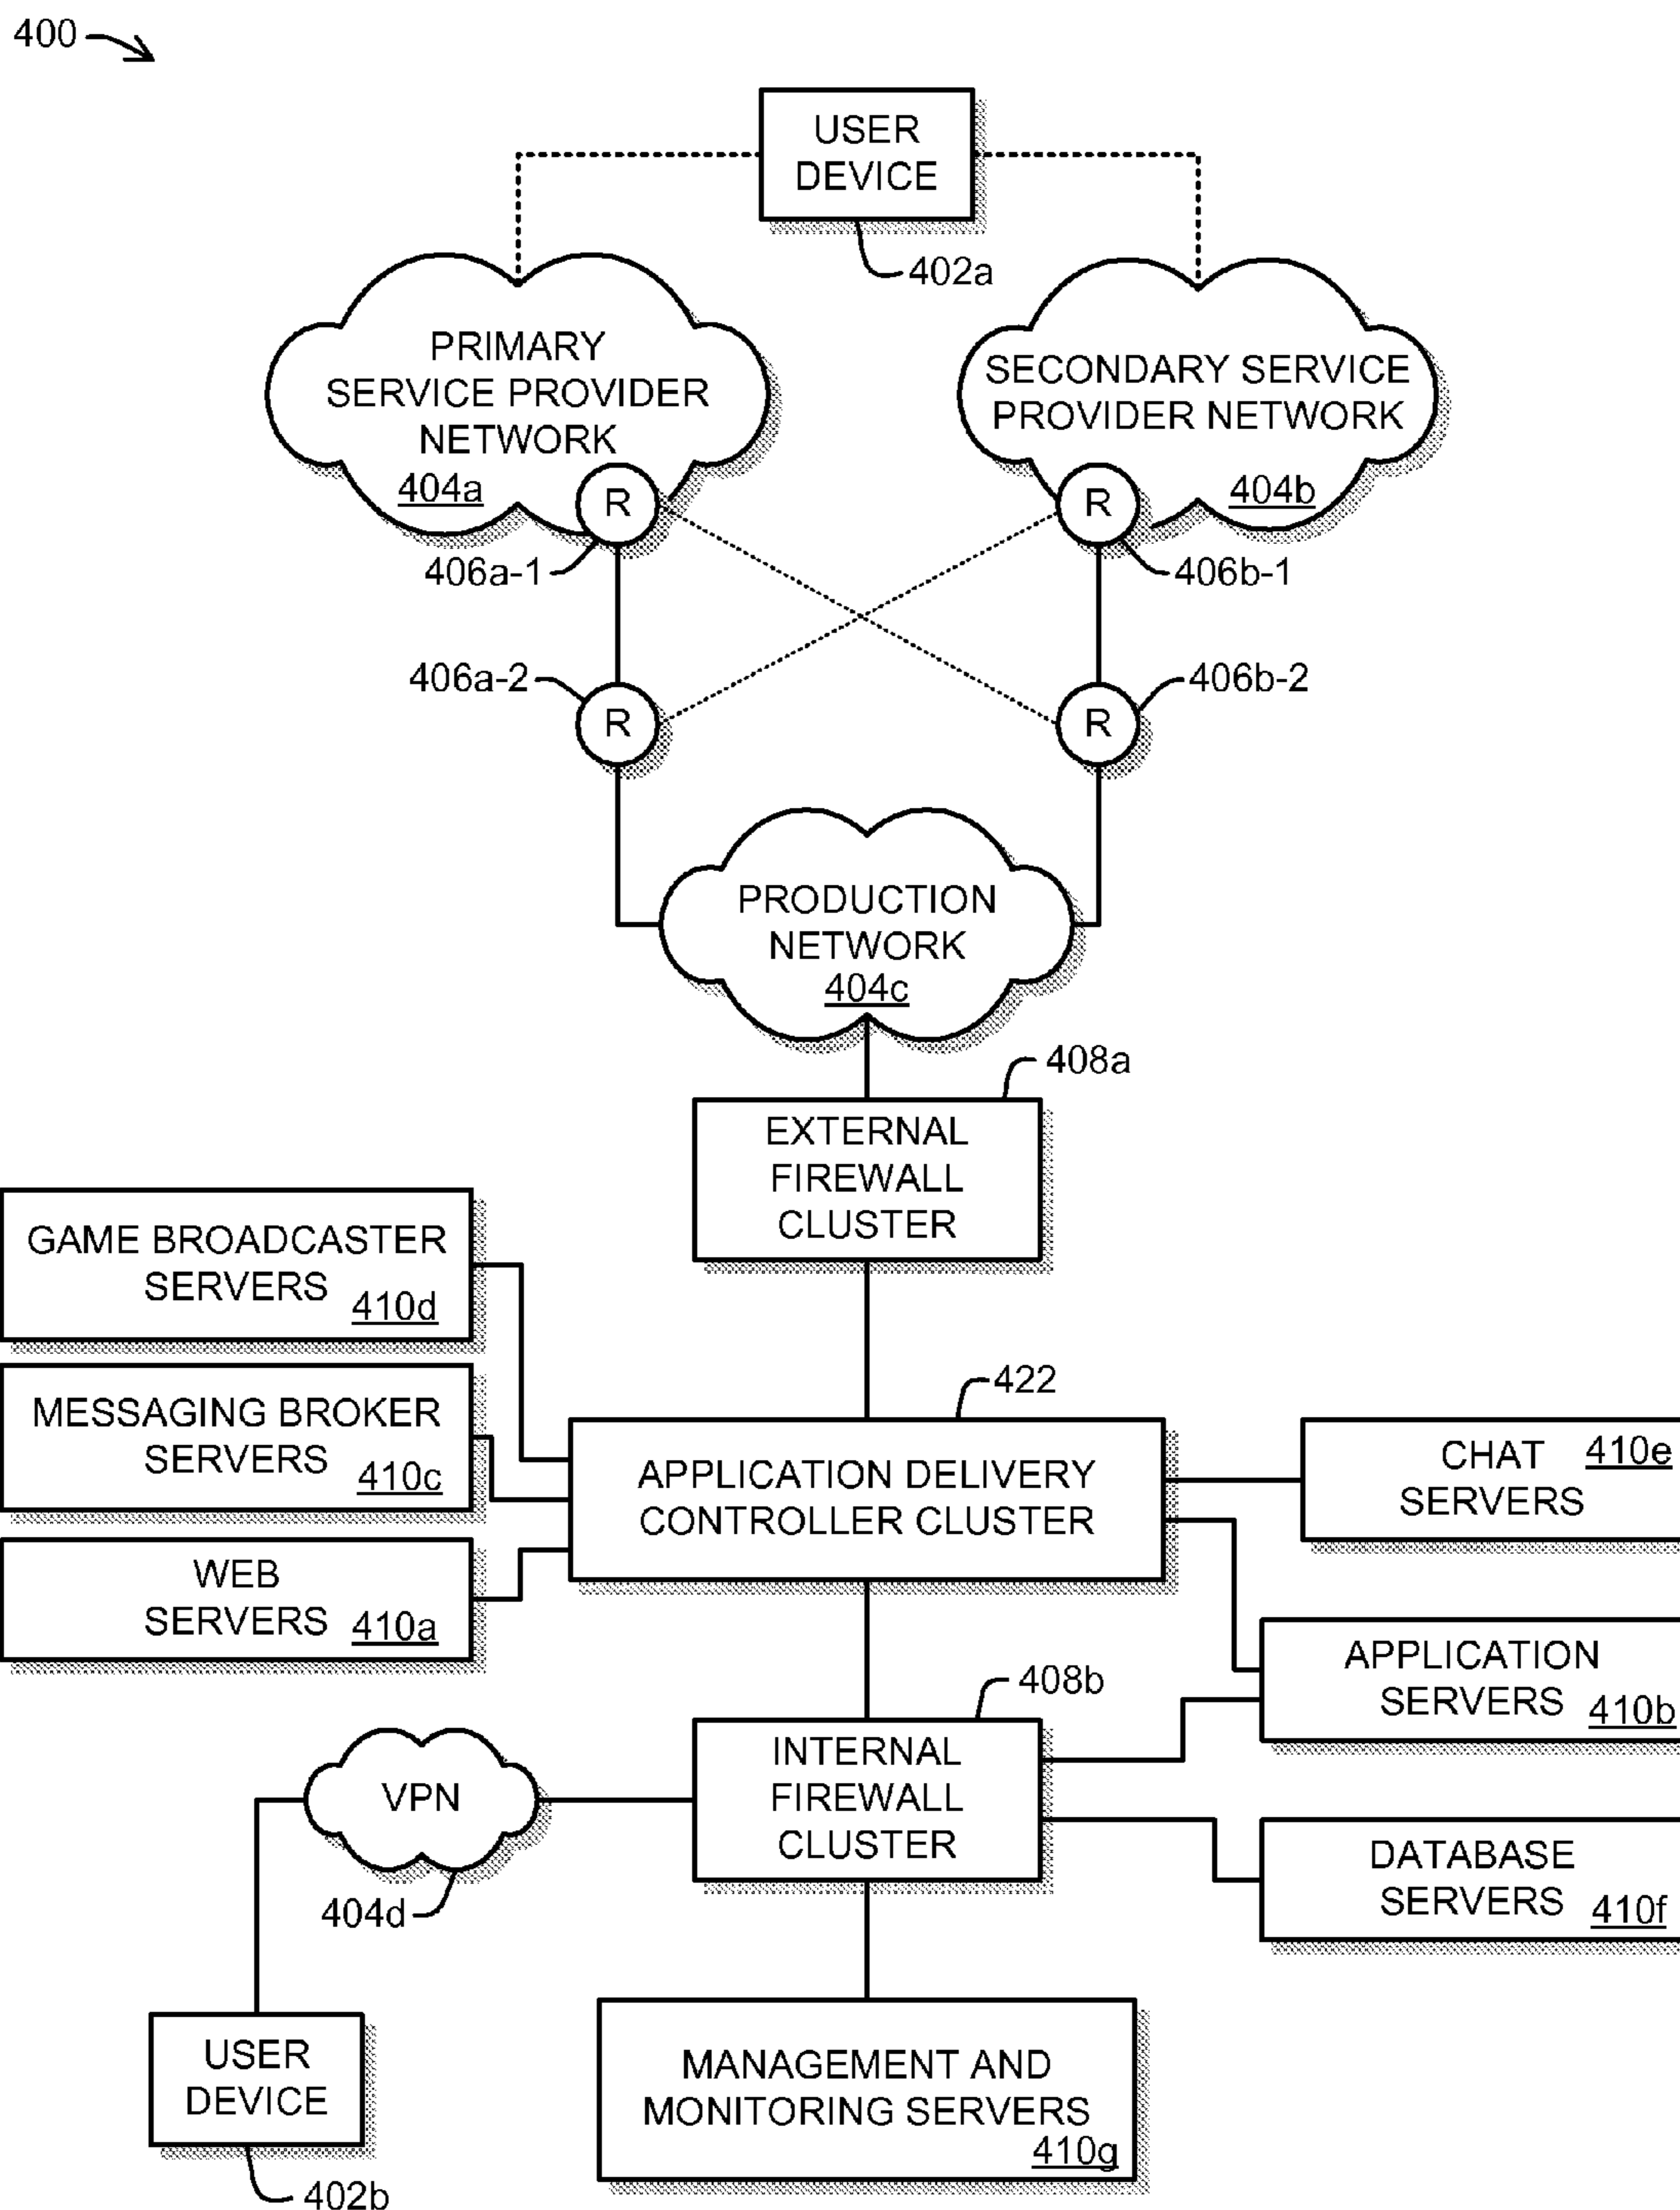 400
USER
DEVICE
402a
PRIMARY
SERVICE PROVIDER
NETWORK
404a
SECONDARY SERVICE
PROVIDER NETWORK
404b
R
R
406a-1
406b-1
406a-2
406b-2
R
R
PRODUCTION
NETWORK
404c
408a
EXTERNAL
FIREWALL
CLUSTER
GAME BROADCASTER
SERVERS 410d
MESSAGING BROKER
SERVERS 410c
WEB
SERVERS 410a
422
APPLICATION DELIVERY
CONTROLLER CLUSTER
CHAT 410e
SERVERS
APPLICATION
SERVERS 410b
408b
INTERNAL
FIREWALL
CLUSTER
VPN
404d
DATABASE
SERVERS 410f
USER
DEVICE
402b
MANAGEMENT AND
MONITORING SERVERS
410g